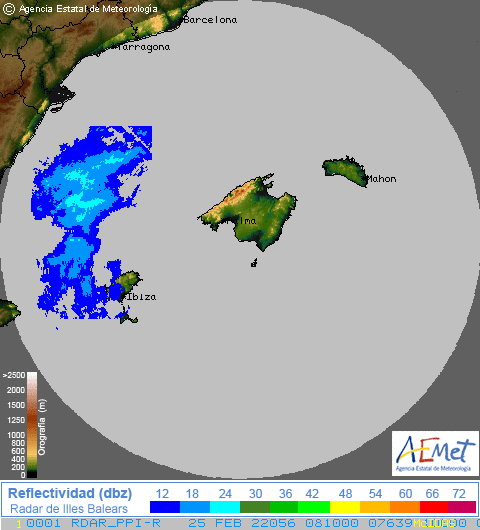 © Agencia Estatal de Meteorología
Barcelona
Tarragona
Mahon
lma
Ibiza
>2500
2000
1500
1000
800
600
400
200
0
Orografía (m)
AEMet
Agencia Estatal de Meteorología
Reflectividad (dbz)
Radar de Illes Balears
12 18 24 30 36 42 48 54 60 66 72
1 0001 RDAR_PPI-R 25 FEB 22056 081000 07639